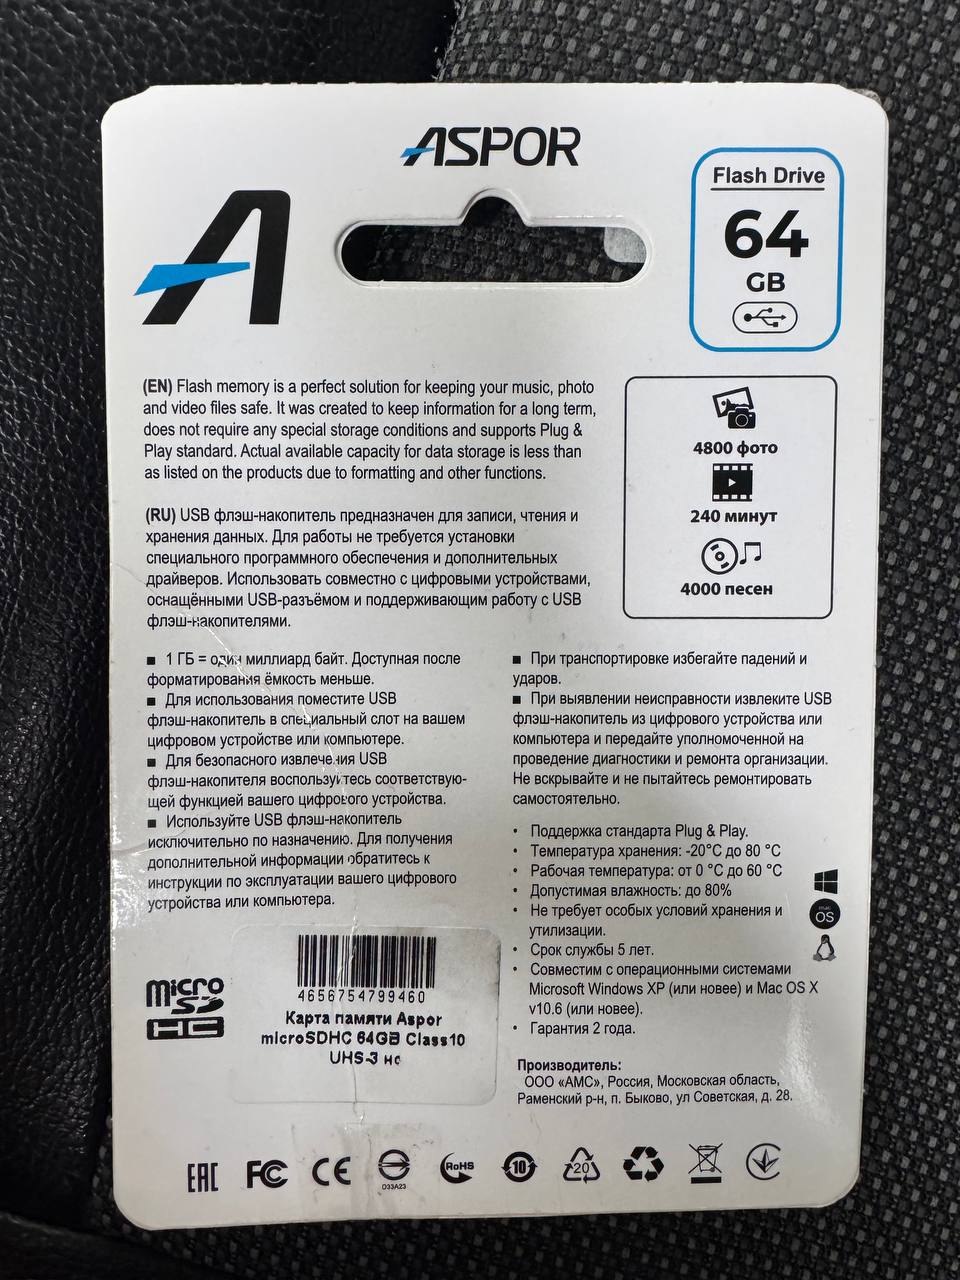 ASPOR
Flash Drive
64
GB
(EN) Flash memory is a perfect solution for keeping your music, photo
and video files safe. It was created to keep information for a long term,
does not require any special storage conditions and supports Plug &
Play standard. Actual available capacity for data storage is less than
as listed on the products due to formatting and other functions.
4800 фото
240 минут
4000 песен
(RU) USB флэш-накопитель предназначен для записи, чтения и
хранения данных. Для работы не требуется установки
специального программного обеспечения и дополнительных
драйверов. Использовать совместно с цифровыми устройствами,
оснащёнными USB-разъёмом и поддерживающим работу с USB
флэш-накопителями.
▪ 1 ГБ = один миллиард байт. Доступная после
форматирования ёмкость меньше.
▪ Для использования поместите USB
флэш-накопитель в специальный слот на вашем
цифровом устройстве или компьютере.
▪ Для безопасного извлечения USB
флэш-накопителя воспользуйтесь соответствую-
щей функцией вашего цифрового устройства.
▪ Используйте USB флэш-накопитель
исключительно по назначению. Для получения
дополнительной информации обратитесь к
инструкции по эксплуатации вашего цифрового
устройства или компьютера.
▪ При транспортировке избегайте падений и
ударов.
▪ При выявлении неисправности извлеките USB
флэш-накопитель из цифрового устройства или
компьютера и передайте уполномоченной на
проведение диагностики и ремонта организации.
Не вскрывайте и не пытайтесь ремонтировать
самостоятельно.
• Поддержка стандарта Plug & Play.
• Температура хранения: -20°C до 80 °C
• Рабочая температура: от 0 °C до 60 °C
• Допустимая влажность: до 80%
• Не требует особых условий хранения и
утилизации.
• Срок службы 5 лет.
• Совместим с операционными системами
Microsoft Windows XP (или новее) и Mac OS X
v10.6 (или новее).
• Гарантия 2 года.
mac
OS
micro
SD
HC
4656754799460
Карта памяти Aspor
microSDHC 64GB Class10
UHS-3 нс
Производитель:
ООО «АМС», Россия, Московская область,
Раменский р-н, п. Быково, ул Советская, д. 28.
EAC FC CE D33A23 RoHS 10 20